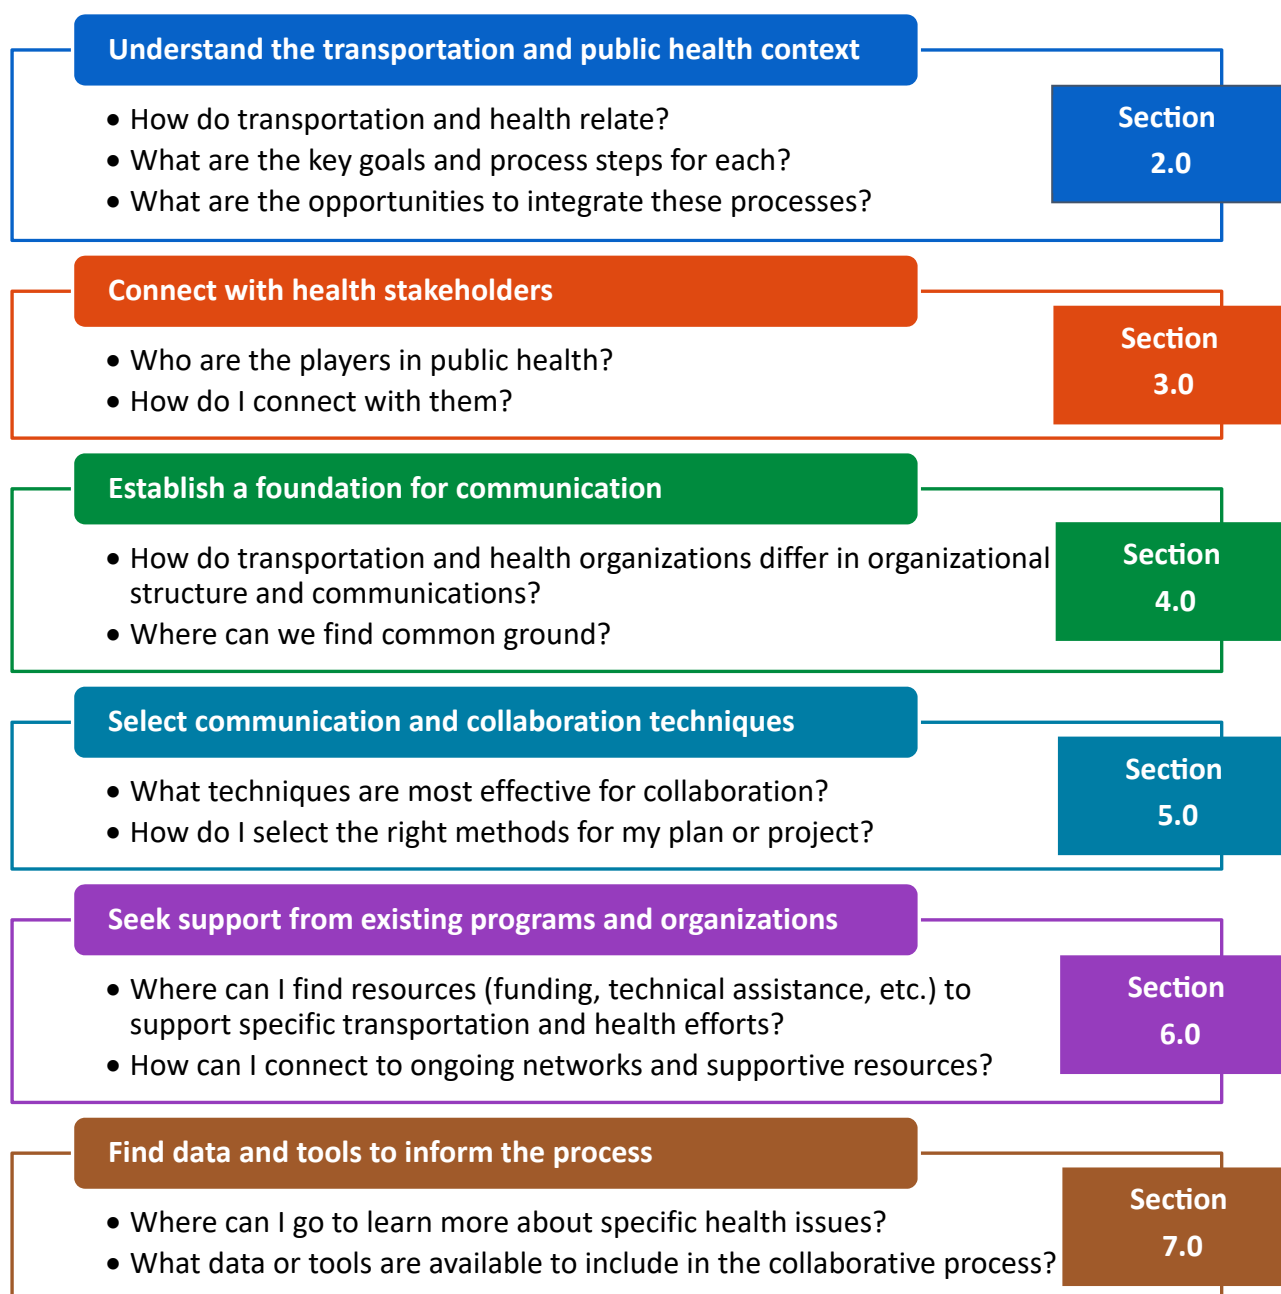 Understand the transportation and public health context
• How do transportation and health relate?
• What are the key goals and process steps for each?
• What are the opportunities to integrate these processes?
Section
2.0
Connect with health stakeholders
• Who are the players in public health?
• How do I connect with them?
Section
3.0
Establish a foundation for communication
• How do transportation and health organizations differ in organizational
structure and communications?
• Where can we find common ground?
Section
4.0
Select communication and collaboration techniques
• What techniques are most effective for collaboration?
• How do I select the right methods for my plan or project?
Section
5.0
Seek support from existing programs and organizations
• Where can I find resources (funding, technical assistance, etc.) to
support specific transportation and health efforts?
• How can I connect to ongoing networks and supportive resources?
Section
6.0
Find data and tools to inform the process
• Where can I go to learn more about specific health issues?
• What data or tools are available to include in the collaborative process?
Section
7.0